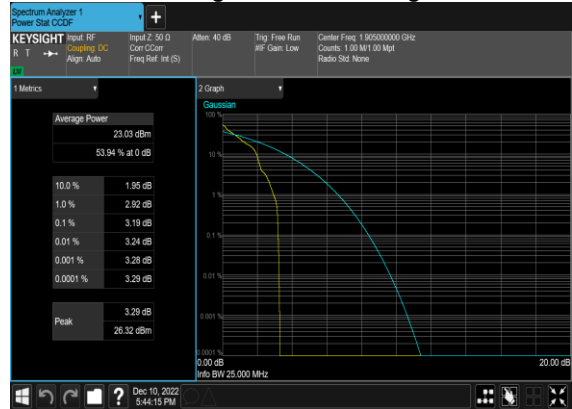 Spectrum Analyzer 1
Power Stat CCDF
KEYSIGHT
R T
LV
Input: RF
Coupling: DC
Align: Auto
Input Z: 50 Ω
Corr CCorr
Freq Ref: Int (S)
Atten: 40 dB
Trig: Free Run
#IF Gain: Low
Center Freq: 1.905000000 GHz
Counts: 1.00 M/1.00 Mpt
Radio Std: None
1 Metrics
Average Power
23.03 dBm
53.94 % at 0 dB
10.0 % 1.95 dB
1.0 % 2.92 dB
0.1 % 3.19 dB
0.01 % 3.24 dB
0.001 % 3.28 dB
0.0001 % 3.29 dB
Peak 3.29 dB
26.32 dBm
2 Graph
Gaussian
100 %
10 %
1 %
0.1 %
0.01 %
0.001 %
0.0001 %
0.00 dB 20.00 dB
Info BW 25.000 MHz
? Dec 10, 2022
5:44:15 PM